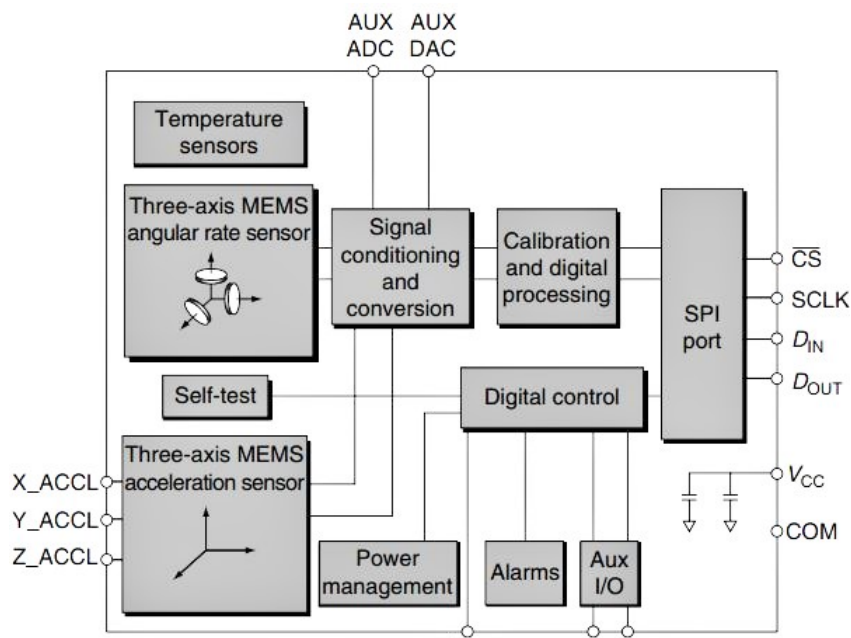 AUX
ADC
AUX
DAC
Temperature
sensors
Three-axis MEMS
angular rate sensor
Signal
conditioning
and
conversion
Calibration
and digital
processing
SPI
port
CS
SCLK
DIN
DOUT
Self-test
Digital control
Three-axis MEMS
acceleration sensor
X_ACCL
Y_ACCL
Z_ACCL
VCC
COM
Power
management
Alarms
Aux
I/O